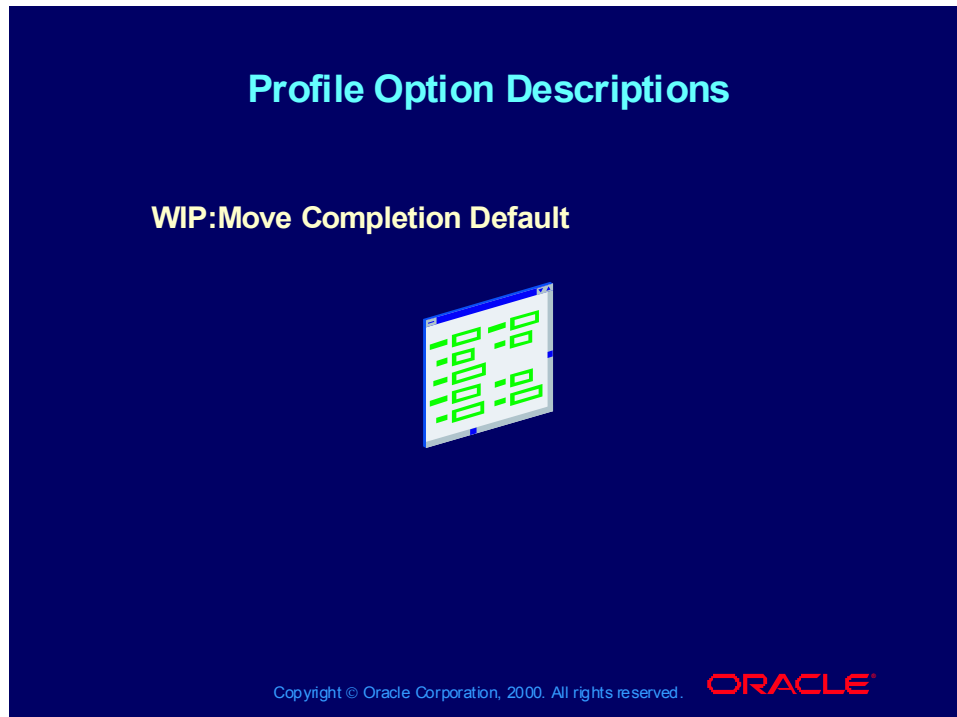 Profile Option Descriptions
WIP:Move Completion Default
Copyright © Oracle Corporation, 2000. All rights reserved.
ORACLE®